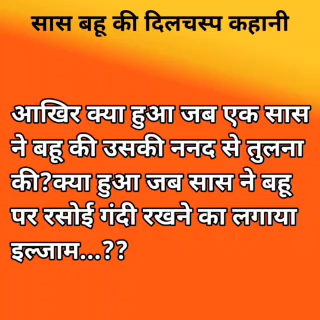 सास बहू की दिलचस्प कहानी
आखिर क्या हुआ जब एक सास
ने बहू की उसकी ननद से तुलना
की?क्या हुआ जब सास ने बहू
पर रसोई गंदी रखने का लगाया
इल्जाम...??